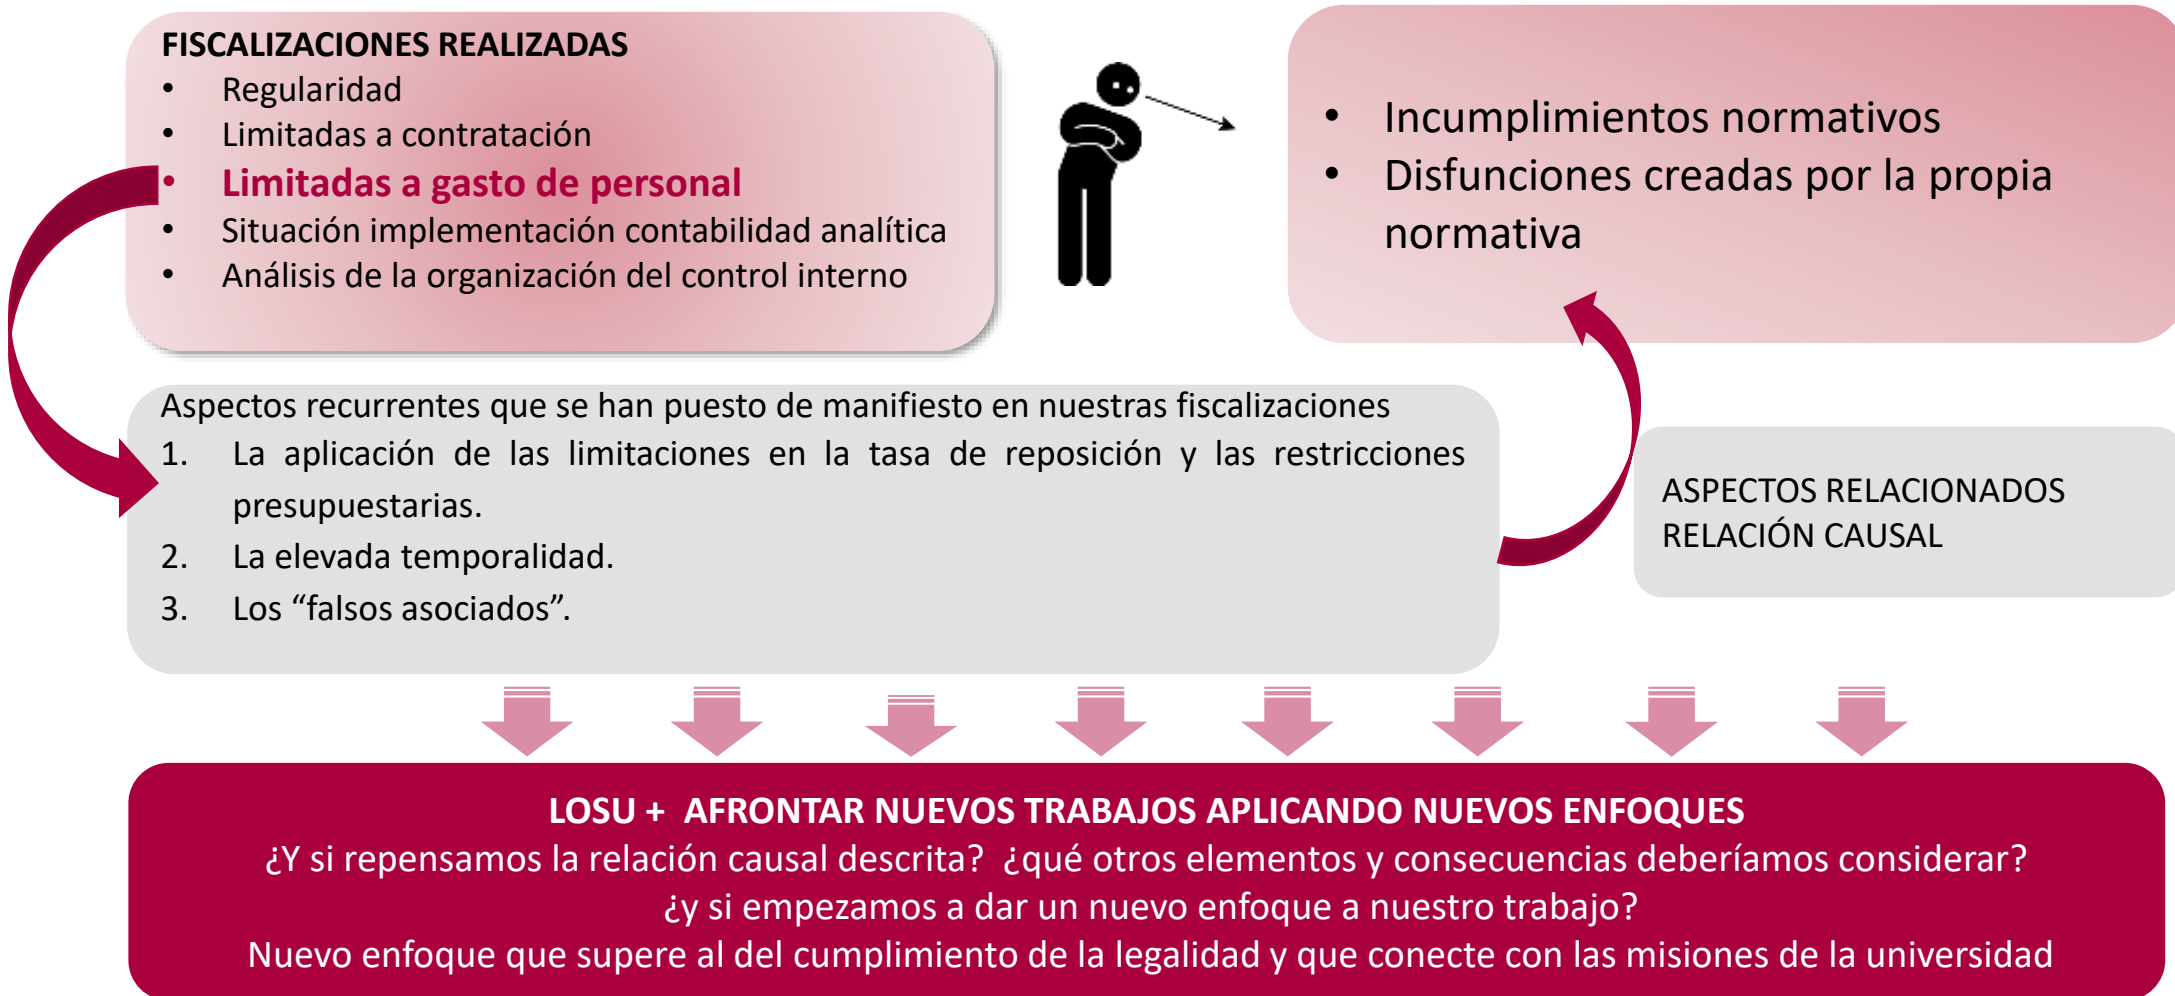 FISCALIZACIONES REALIZADAS
• Regularidad
• Limitadas a contratación
• Limitadas a gasto de personal
• Situación implementación contabilidad analítica
• Análisis de la organización del control interno
• Incumplimientos normativos
• Disfunciones creadas por la propia
normativa
Aspectos recurrentes que se han puesto de manifiesto en nuestras fiscalizaciones
1. La aplicación de las limitaciones en la tasa de reposición y las restricciones
presupuestarias.
2. La elevada temporalidad.
3. Los “falsos asociados”.
ASPECTOS RELACIONADOS
RELACIÓN CAUSAL
LOSU + AFRONTAR NUEVOS TRABAJOS APLICANDO NUEVOS ENFOQUES
¿Y si repensamos la relación causal descrita? ¿qué otros elementos y consecuencias deberíamos considerar?
¿y si empezamos a dar un nuevo enfoque a nuestro trabajo?
Nuevo enfoque que supere al del cumplimiento de la legalidad y que conecte con las misiones de la universidad